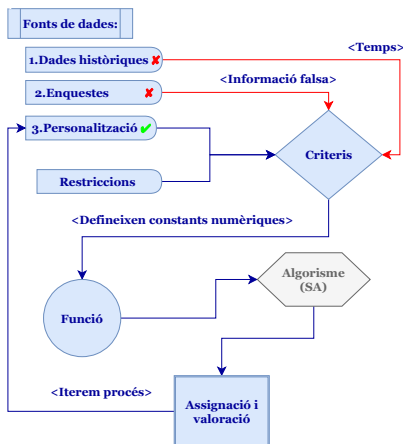 Fonts de dades:
<Temps>
1.Dades històriques ✘
<Informació falsa>
2.Enquestes ✘
3.Personalització ✔
Criteris
Restriccions
<Defineixen constants numèriques>
Algorisme
(SA)
Funció
<Iterem procés>
Assignació i
valoració